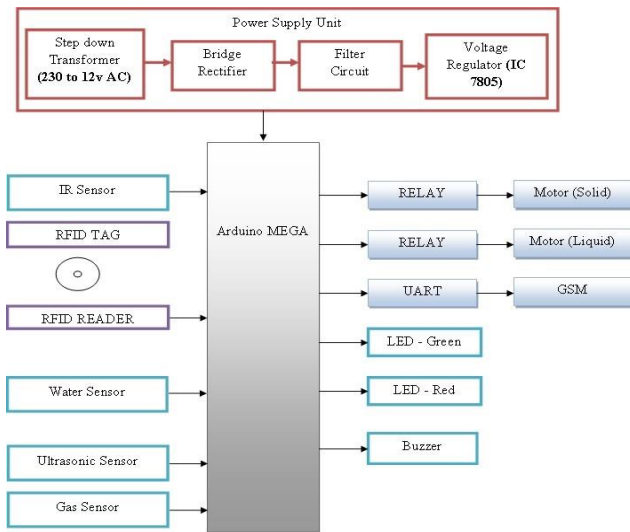 Power Supply Unit
Step down
Transformer
(230 to 12v AC)
Bridge
Rectifier
Filter
Circuit
Voltage
Regulator (IC
7805)
IR Sensor
RFID TAG
RFID READER
Water Sensor
Ultrasonic Sensor
Gas Sensor
Arduino MEGA
RELAY
Motor (Solid)
RELAY
Motor (Liquid)
UART
GSM
LED - Green
LED - Red
Buzzer